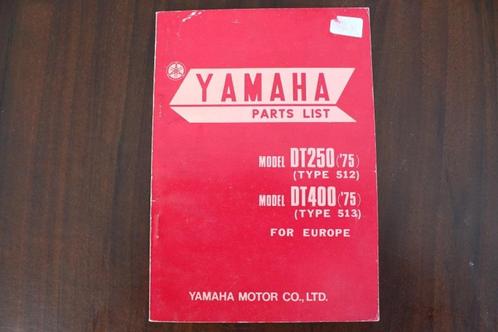 YAMAHA
PARTS LIST
MODEL DT250 ('75)
(TYPE 512)
MODEL DT400 ('75)
(TYPE 513)
FOR EUROPE
YAMAHA MOTOR CO., LTD.